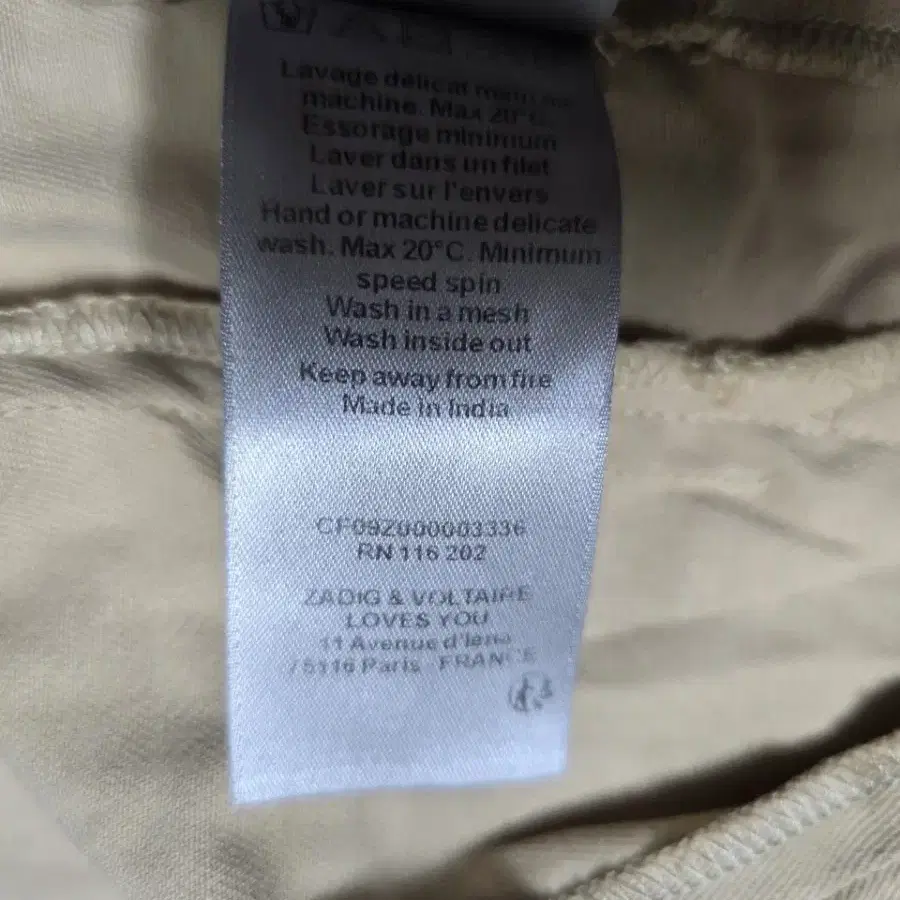 Lavage délicat main ou
machine. Max 20°C.
Essorage minimum
Laver dans un filet
Laver sur l'envers
Hand or machine delicate
wash. Max 20°C. Minimum
speed spin
Wash in a mesh
Wash inside out
Keep away from fire
Made in India
CF09Z000003336
RN 116 202
ZADIG & VOLTAIRE
LOVES YOU
11 Avenue d'Iena
75116 Paris - FRANCE